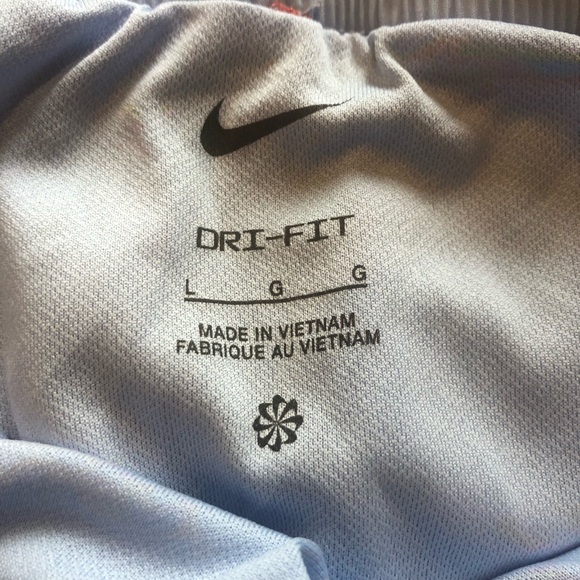 DRI-FIT
L G G
MADE IN VIETNAM
FABRIQUE AU VIETNAM